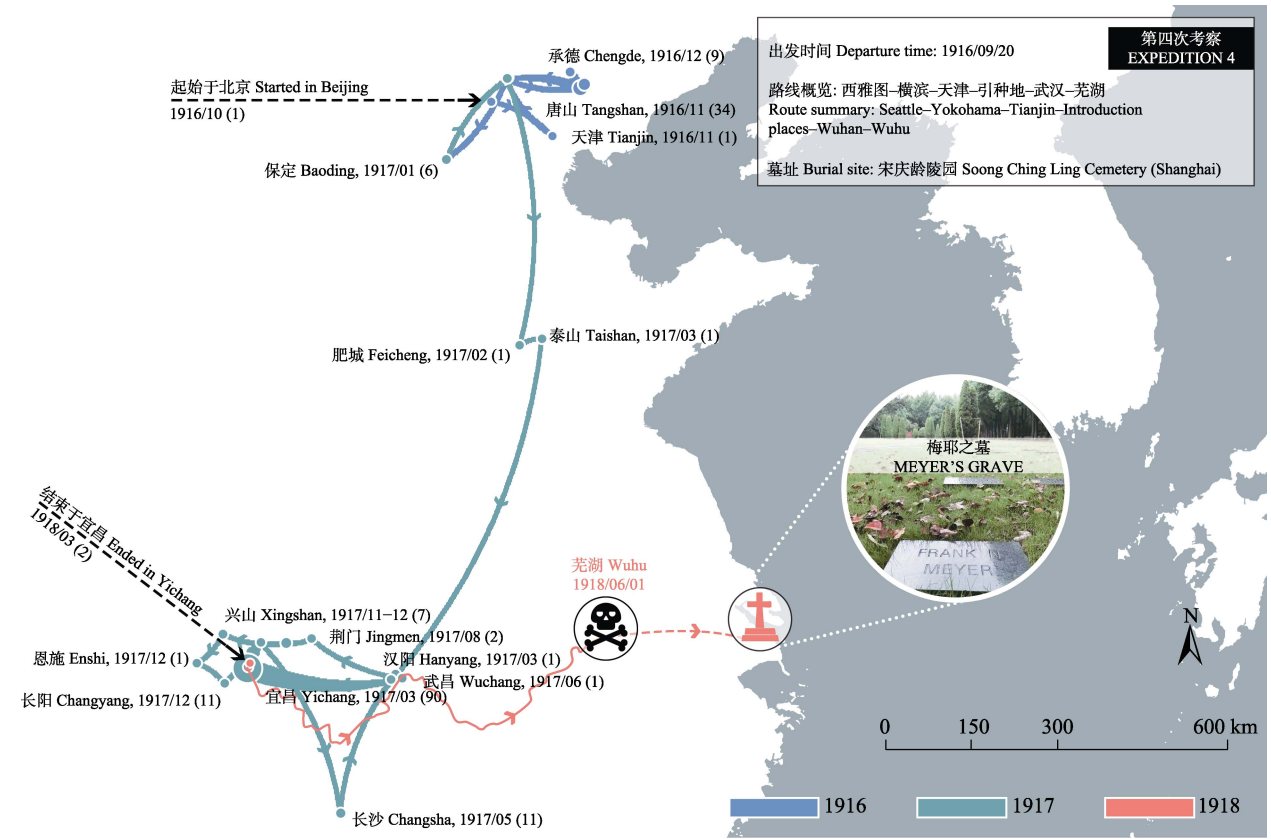 承德 Chengde, 1916/12 (9)
起始于北京 Started in Beijing
1916/10 (1)
唐山 Tangshan, 1916/11 (34)
天津 Tianjin, 1916/11 (1)
保定 Baoding, 1917/01 (6)
第四次考察
EXPEDITION 4
出发时间 Departure time: 1916/09/20
路线概览: 西雅图–横滨–天津–引种地–武汉–芜湖
Route summary: Seattle–Yokohama–Tianjin–Introduction
places–Wuhan–Wuhu
墓址 Burial site: 宋庆龄陵园 Soong Ching Ling Cemetery (Shanghai)
泰山 Taishan, 1917/03 (1)
肥城 Feicheng, 1917/02 (1)
梅耶之墓
MEYER'S GRAVE
FRANK N
MEYER
结束于宜昌 Ended in Yichang
1918/03 (2)
芜湖 Wuhu
1918/06/01
兴山 Xingshan, 1917/11−12 (7)
荆门 Jingmen, 1917/08 (2)
恩施 Enshi, 1917/12 (1)
汉阳 Hanyang, 1917/03 (1)
武昌 Wuchang, 1917/06 (1)
长阳 Changyang, 1917/12 (11)
宜昌 Yichang, 1917/03 (90)
长沙 Changsha, 1917/05 (11)
N
0 150 300 600 km
1916 1917 1918